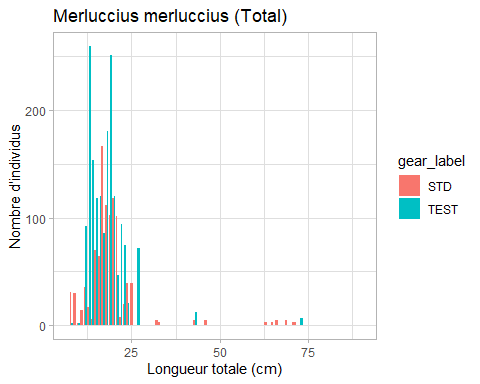 Merluccius merluccius (Total)
200
100
0
25
50
75
Nombre d'individus
Longueur totale (cm)
gear_label
STD
TEST